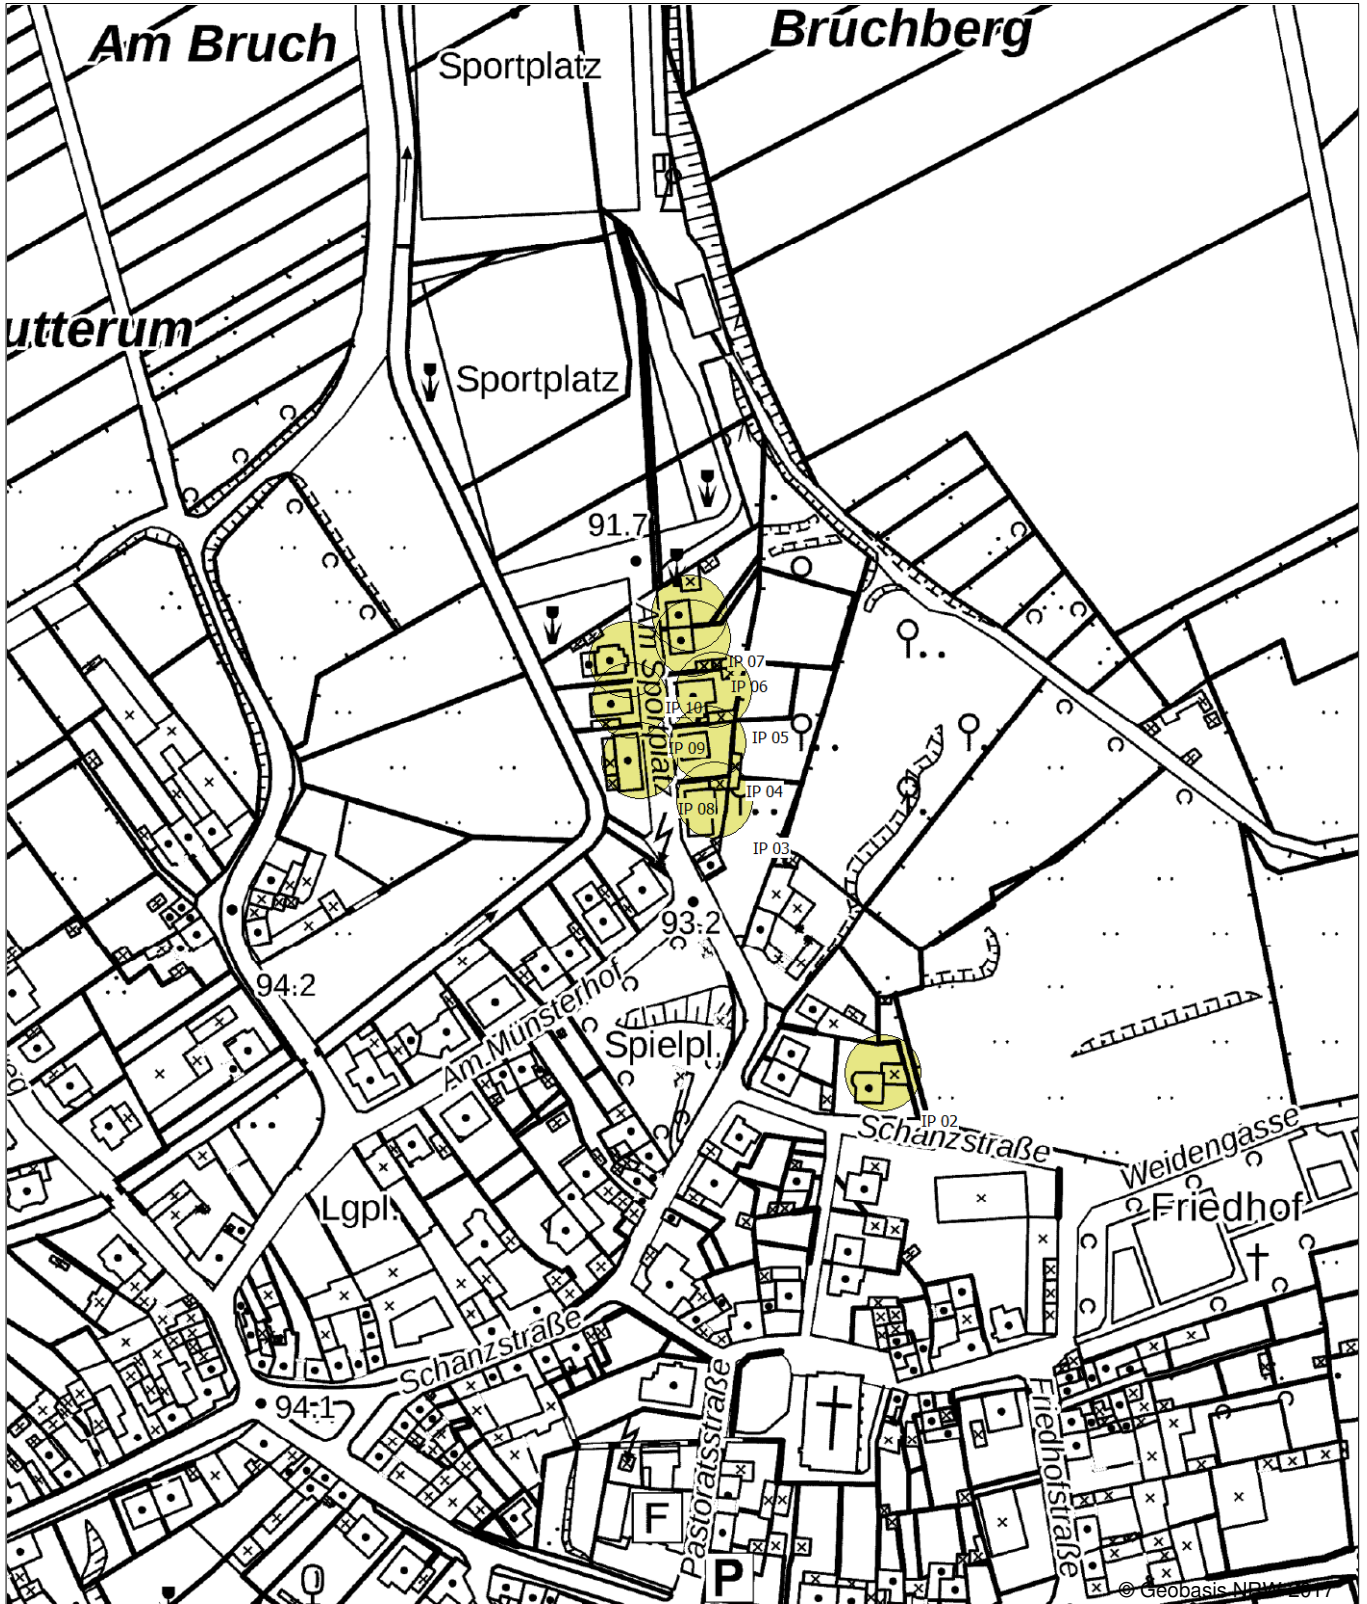 Am Bruch
Bruchberg
Sportplatz
utterum
Sportplatz
91.7
Am Sportplatz
IP 07
IP 06
IP 10
IP 05
IP 09
IP 04
IP 08
IP 03
93.2
94.2
Am Münsterhof
Spielpl.
IP 02
Schanzstraße
Weidengasse
Lgpl.
Friedhof
Schanzstraße
94.1
Pastoratsstraße
Friedhofstraße
F
P
© Geobasis NRW 2017